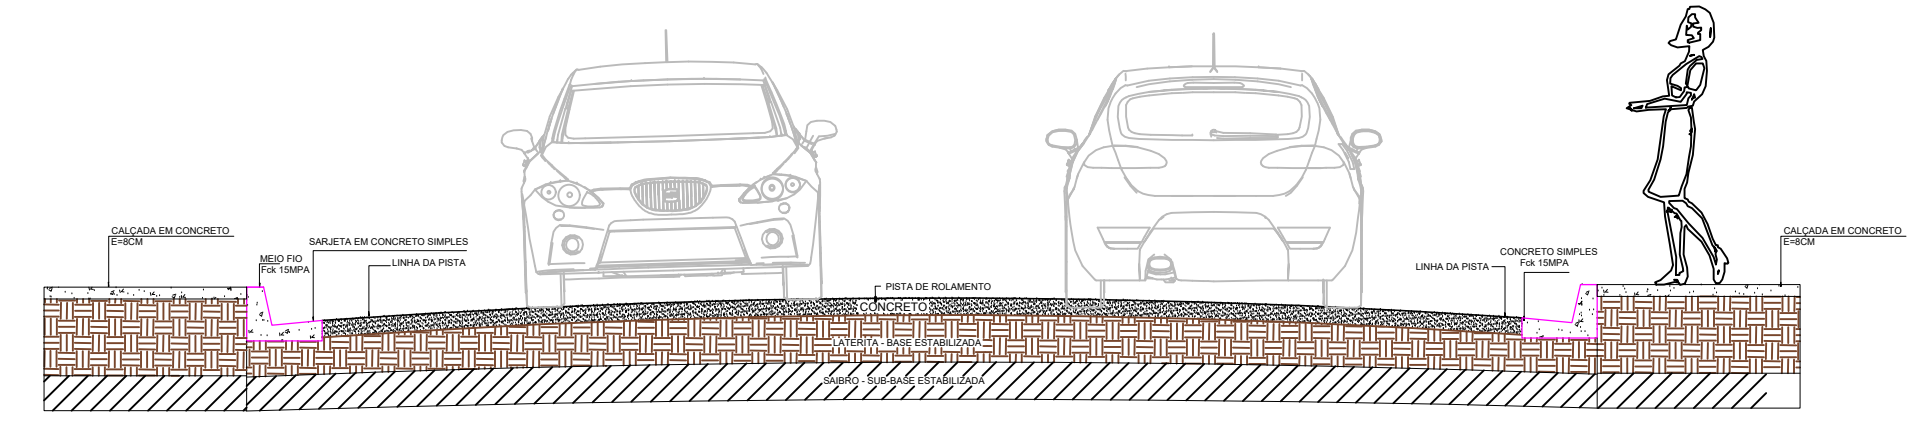 CALÇADA EM CONCRETO
E=8CM
MEIO FIO
Fck 15MPA
SARJETA EM CONCRETO SIMPLES
LINHA DA PISTA
PISTA DE ROLAMENTO
CONCRETO
LATERITA - BASE ESTABILIZADA
SAIBRO - SUB-BASE ESTABILIZADA
LINHA DA PISTA
CONCRETO SIMPLES
Fck 15MPA
CALÇADA EM CONCRETO
E=8CM